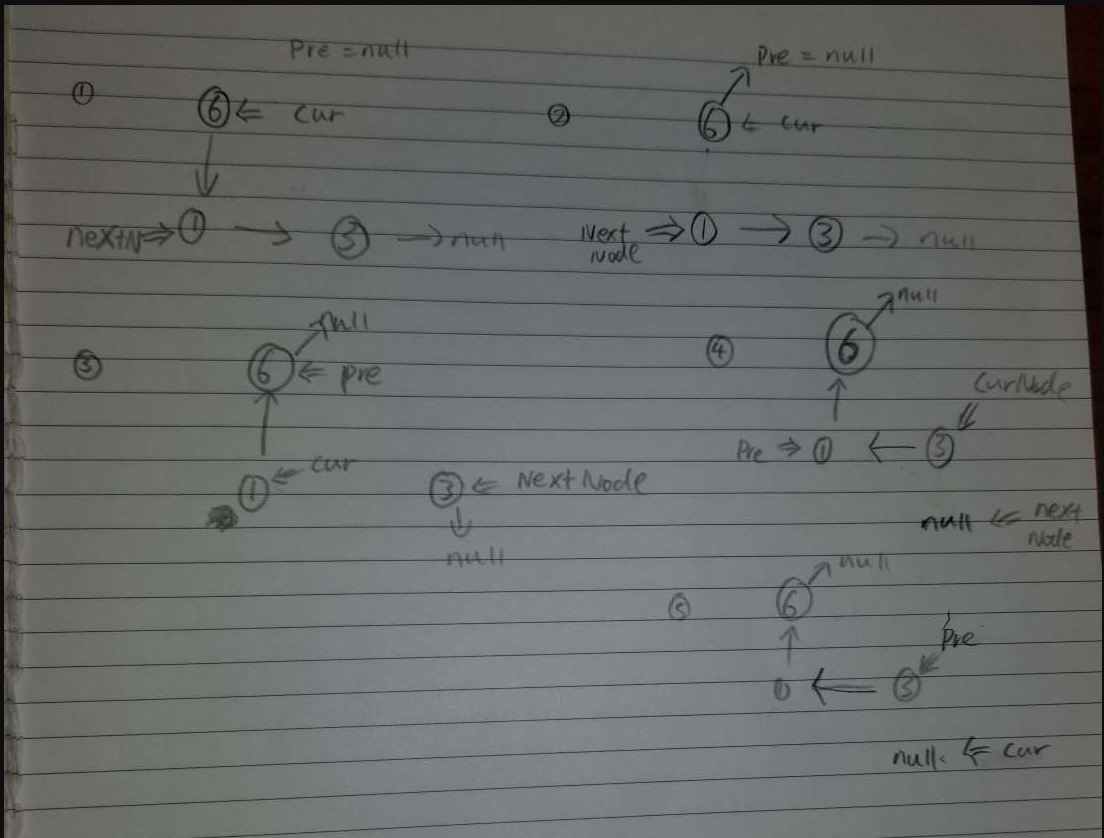 Pre = null
① 6 ⇐ cur
nextN ⇒ 1 → 3 → null
Pre = null
② 6 ⇐ cur
Next Node ⇒ 1 → 3 → null
③ null
6 ⇐ pre
1 ⇐ cur
3 ⇐ Next Node
null
④ null
6
CurNode
Pre ⇒ 1 ← 3
null ⇐ next Node
⑤ null
6
Pre
1 ← 3
null. ⇐ cur